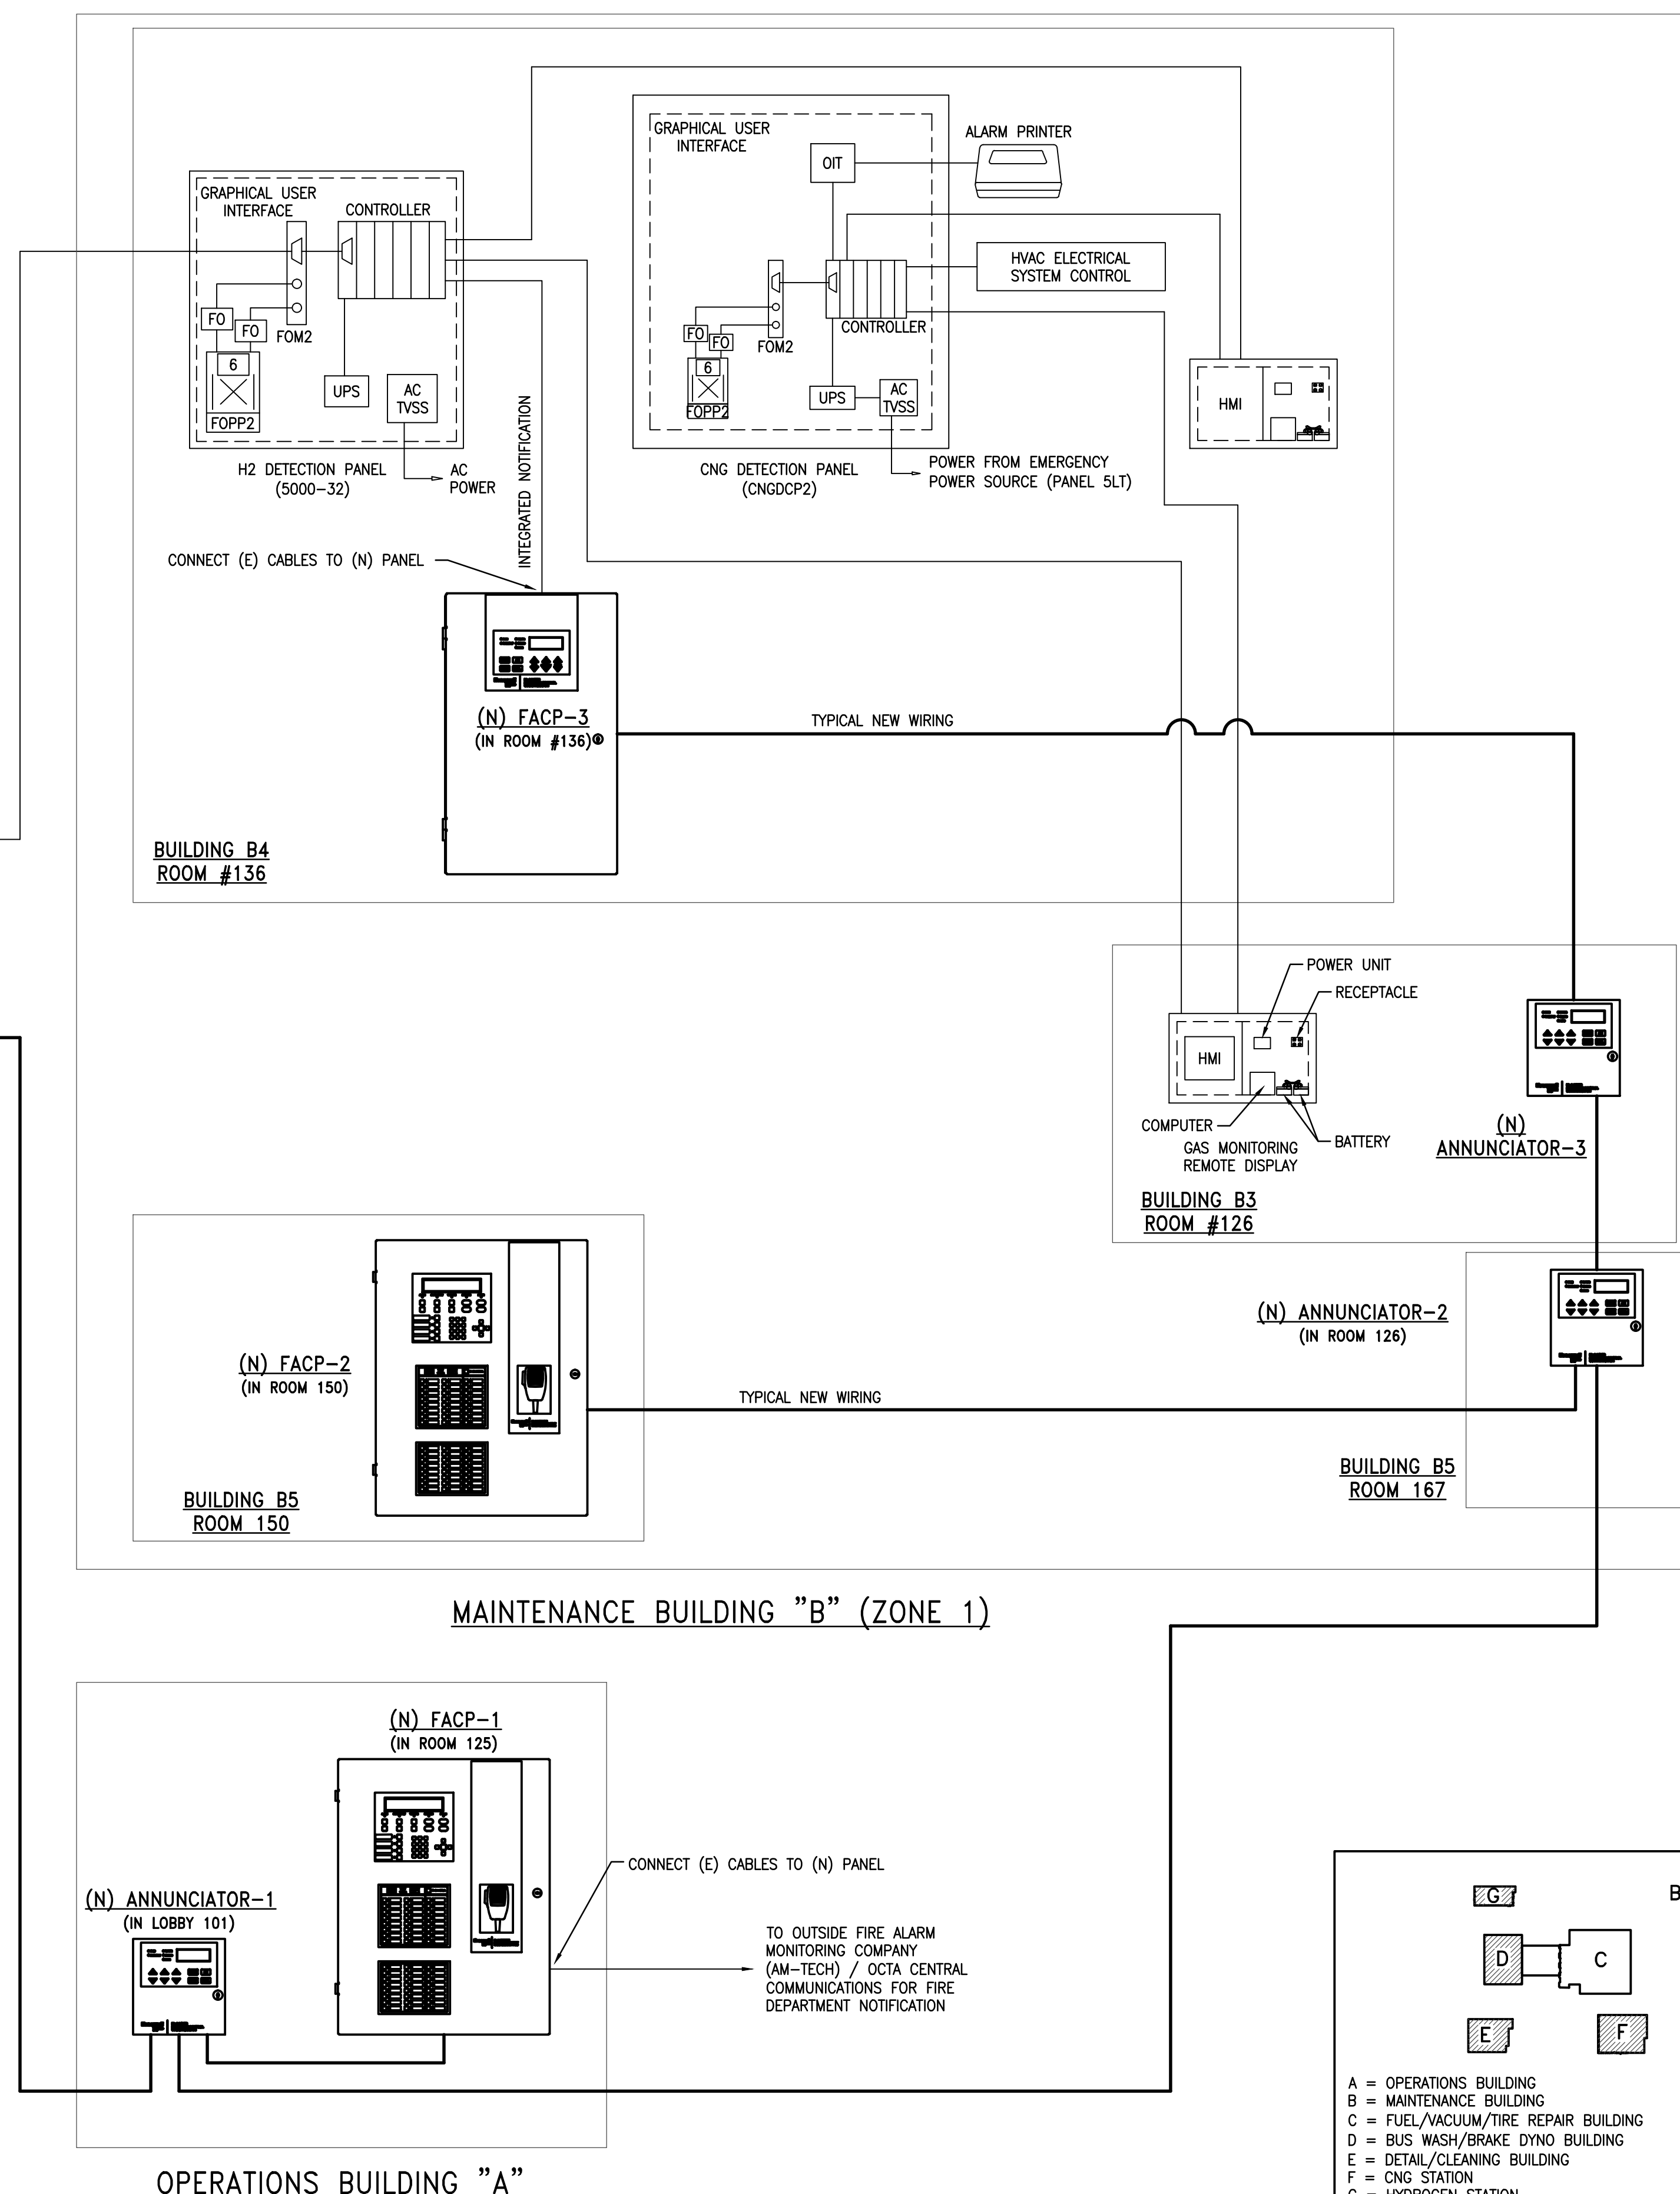 GRAPHICAL USER
INTERFACE
OIT
ALARM PRINTER
GRAPHICAL USER
INTERFACE
CONTROLLER
HVAC ELECTRICAL
SYSTEM CONTROL
FO
FO
FOM2
6
FOPP2
UPS
AC
TVSS
FO
FO
FOM2
CONTROLLER
6
FOPP2
UPS
AC
TVSS
HMI
H2 DETECTION PANEL
(5000-32)
AC
POWER
INTEGRATED NOTIFICATION
CNG DETECTION PANEL
(CNGDCP2)
POWER FROM EMERGENCY
POWER SOURCE (PANEL 5LT)
CONNECT (E) CABLES TO (N) PANEL
(N) FACP-3
(IN ROOM #136)
TYPICAL NEW WIRING
BUILDING B4
ROOM #136
POWER UNIT
RECEPTACLE
HMI
COMPUTER
BATTERY
GAS MONITORING
REMOTE DISPLAY
(N)
ANNUNCIATOR-3
BUILDING B3
ROOM #126
(N) ANNUNCIATOR-2
(IN ROOM 126)
(N) FACP-2
(IN ROOM 150)
TYPICAL NEW WIRING
BUILDING B5
ROOM 167
BUILDING B5
ROOM 150
MAINTENANCE BUILDING "B" (ZONE 1)
(N) FACP-1
(IN ROOM 125)
CONNECT (E) CABLES TO (N) PANEL
(N) ANNUNCIATOR-1
(IN LOBBY 101)
TO OUTSIDE FIRE ALARM
MONITORING COMPANY
(AM-TECH) / OCTA CENTRAL
COMMUNICATIONS FOR FIRE
DEPARTMENT NOTIFICATION
OPERATIONS BUILDING "A"
G
B
D
C
E
F
A = OPERATIONS BUILDING
B = MAINTENANCE BUILDING
C = FUEL/VACUUM/TIRE REPAIR BUILDING
D = BUS WASH/BRAKE DYNO BUILDING
E = DETAIL/CLEANING BUILDING
F = CNG STATION
G = HYDROGEN STATION